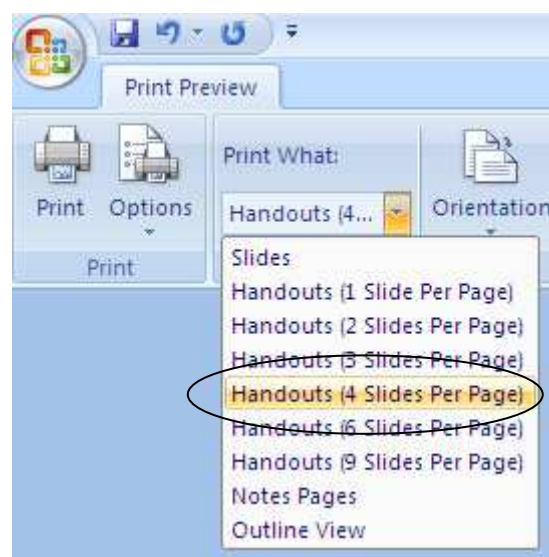 Print Preview
Print What:
Print Options Handouts (4... Orientation
Print
Slides
Handouts (1 Slide Per Page)
Handouts (2 Slides Per Page)
Handouts (3 Slides Per Page)
Handouts (4 Slides Per Page)
Handouts (6 Slides Per Page)
Handouts (9 Slides Per Page)
Notes Pages
Outline View